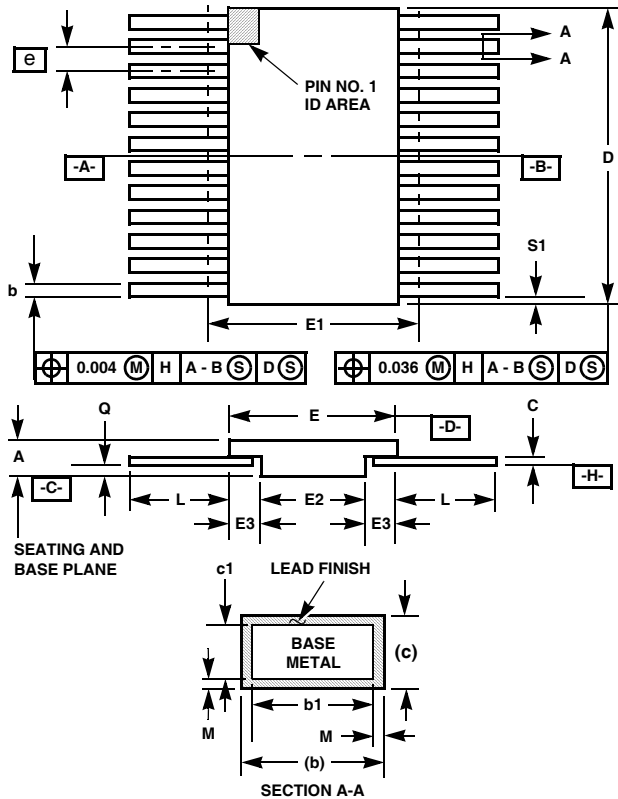 e
A
A
PIN NO. 1
ID AREA
-A-
-B-
D
S1
b
E1
⌖ 0.004 Ⓜ H A - B Ⓢ D Ⓢ
⌖ 0.036 Ⓜ H A - B Ⓢ D Ⓢ
Q
E
C
-D-
A
-C-
-H-
L
E2
L
E3
E3
SEATING AND
BASE PLANE
c1
LEAD FINISH
BASE
METAL
(c)
b1
M
M
(b)
SECTION A-A